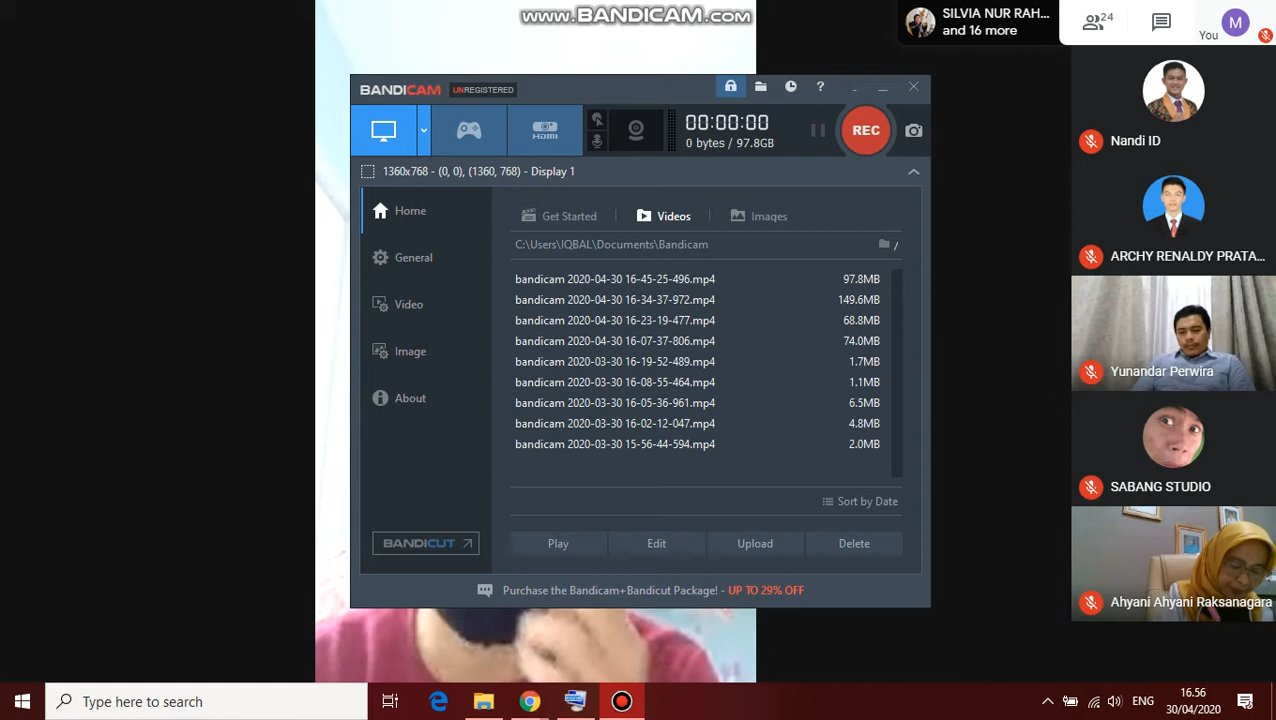 www.BANDICAM.com
SILVIA NUR RAH...
and 16 more
24
You
M
BANDICAM UNREGISTERED
?
HDMI
00:00:00
0 bytes / 97.8GB
REC
1360x768 - (0, 0), (1360, 768) - Display 1
Home
General
Video
Image
About
BANDICUT
Get Started
Videos
Images
C:\Users\IQBAL\Documents\Bandicam
/
bandicam 2020-04-30 16-45-25-496.mp4 97.8MB
bandicam 2020-04-30 16-34-37-972.mp4 149.6MB
bandicam 2020-04-30 16-23-19-477.mp4 68.8MB
bandicam 2020-04-30 16-07-37-806.mp4 74.0MB
bandicam 2020-03-30 16-19-52-489.mp4 1.7MB
bandicam 2020-03-30 16-08-55-464.mp4 1.1MB
bandicam 2020-03-30 16-05-36-961.mp4 6.5MB
bandicam 2020-03-30 16-02-12-047.mp4 4.8MB
bandicam 2020-03-30 15-56-44-594.mp4 2.0MB
Sort by Date
Play Edit Upload Delete
Purchase the Bandicam+Bandicut Package! - UP TO 29% OFF
Nandi ID
ARCHY RENALDY PRATA...
Yunandar Perwira
SABANG STUDIO
Ahyani Ahyani Raksanagara
Type here to search
ENG
16.56
30/04/2020